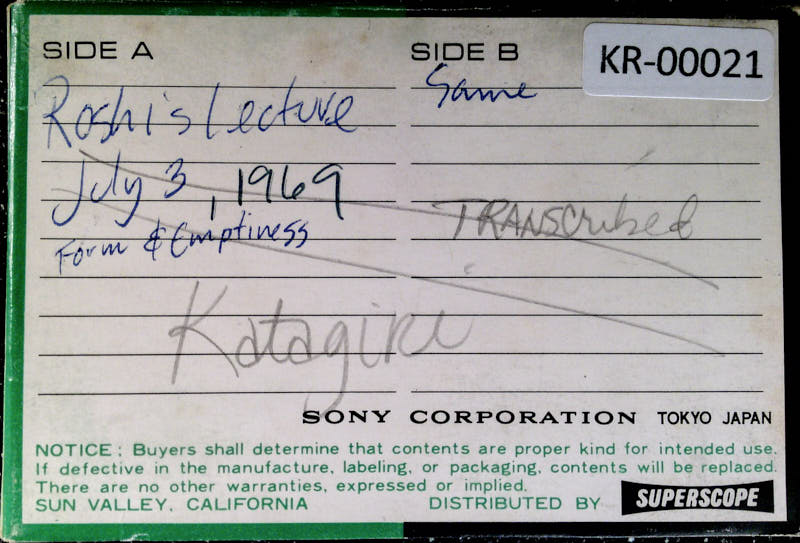 SIDE A
Roshi's Lecture
July 3, 1969
Form & Emptiness
SIDE B
Same
KR-00021
TRANScribed
Katagiri
SONY CORPORATION TOKYO JAPAN
NOTICE: Buyers shall determine that contents are proper kind for intended use.
If defective in the manufacture, labeling, or packaging, contents will be replaced.
There are no other warranties, expressed or implied.
SUN VALLEY, CALIFORNIA DISTRIBUTED BY SUPERSCOPE